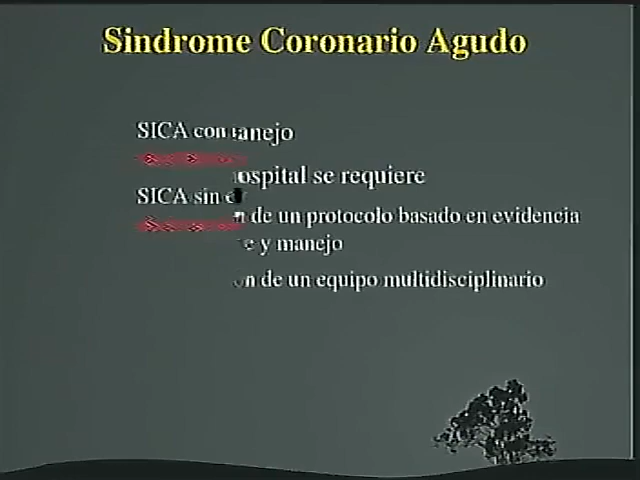 Sindrome Coronario Agudo
SICA con anejo
ospital se requiere
SICA sin
n de un protocolo basado en evidencia
e y manejo
n de un equipo multidisciplinario